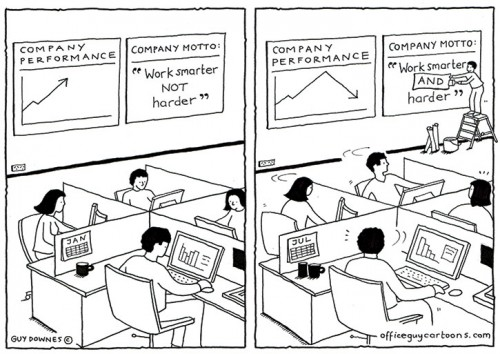 COMPANY
PERFORMANCE
COMPANY MOTTO:
"Work smarter
NOT
harder"
JAN
GUY DOWNES ©
COMPANY
PERFORMANCE
COMPANY MOTTO:
"Work smarter
AND
harder"
JUL
officeguycartoons.com